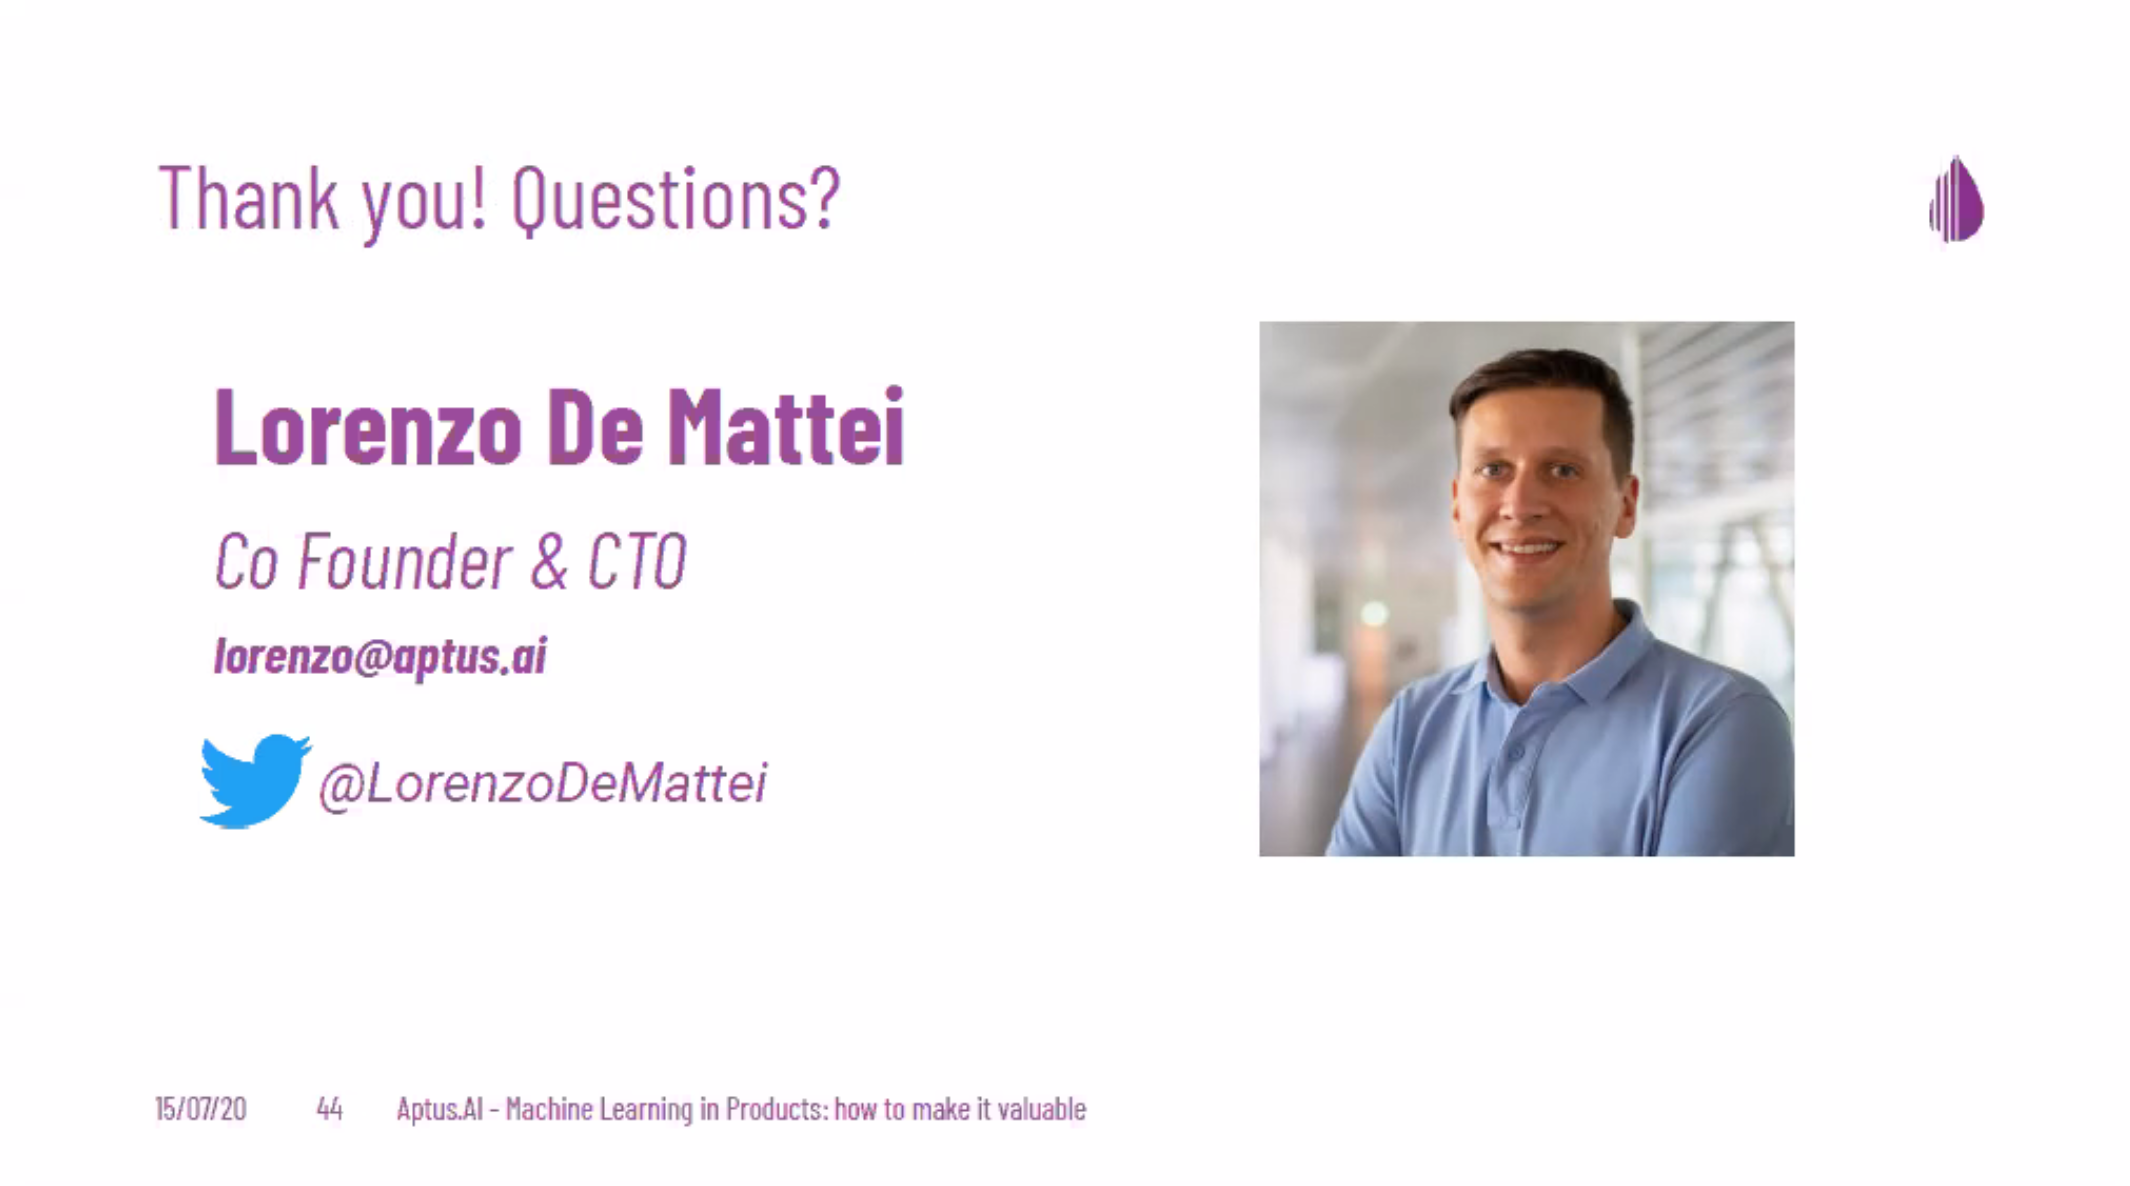 Thank you! Questions?
Lorenzo De Mattei
Co Founder & CTO
lorenzo@aptus.ai
@LorenzoDeMattei
15/07/20 44 Aptus.AI - Machine Learning in Products: how to make it valuable